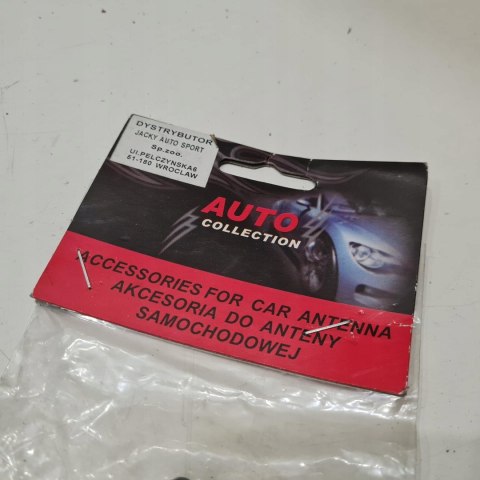 DYSTRYBUTOR
JACKY AUTO SPORT
Sp.zoo.
Ul.PEŁCZYNSKA6
51-180 WROCLAW
AUTO
COLLECTION
ACCESSORIES FOR CAR ANTENNA
AKCESORIA DO ANTENY
SAMOCHODOWEJ